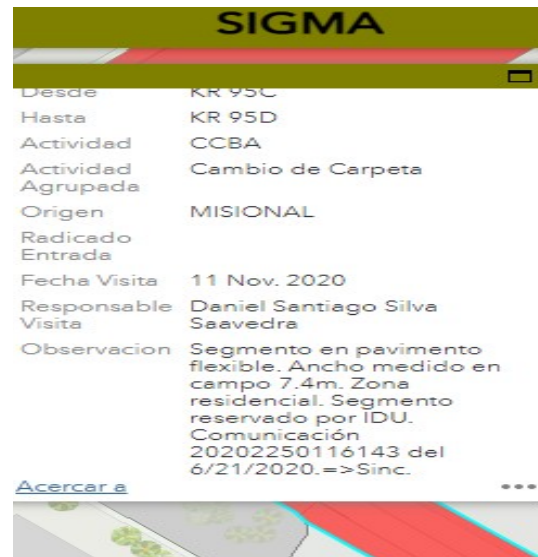 SIGMA
Desde KR 95C
Hasta KR 95D
Actividad CCBA
Actividad Cambio de Carpeta
Agrupada
Origen MISIONAL
Radicado
Entrada
Fecha Visita 11 Nov. 2020
Responsable Daniel Santiago Silva
Visita Saavedra
Observacion Segmento en pavimento
flexible. Ancho medido en
campo 7.4m. Zona
residencial. Segmento
reservado por IDU.
Comunicación
20202250116143 del
6/21/2020.=>Sinc.
Acercar a